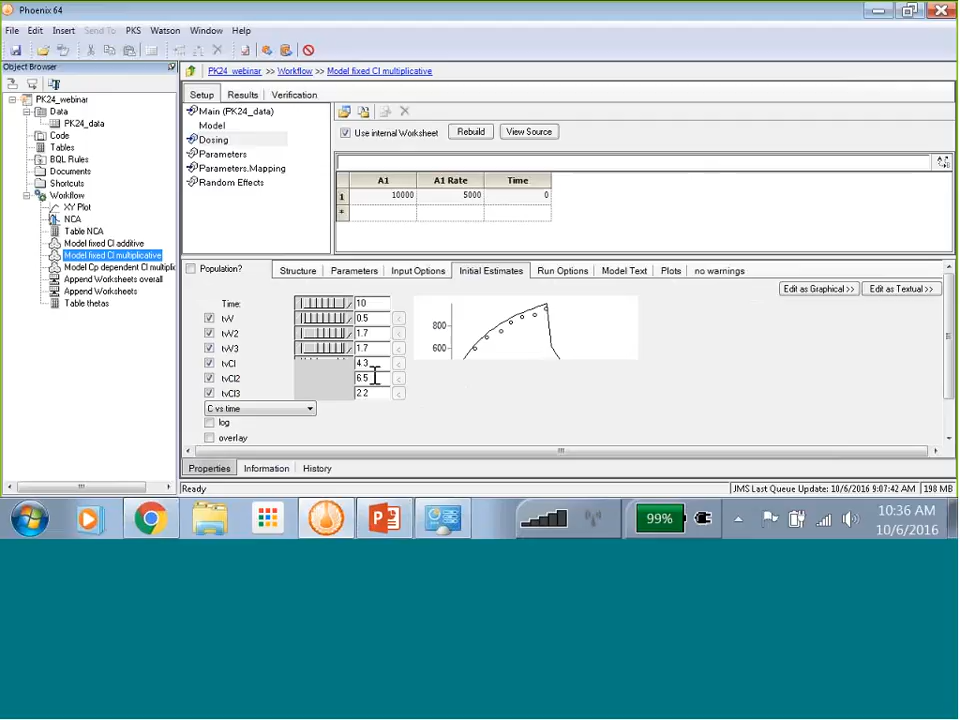 Phoenix 64
File Edit Insert Send To PKS Watson Window Help
Object Browser
PK24_webinar >> Workflow >> Model fixed Cl multiplicative
PK24_webinar
Data
PK24_data
Code
Tables
BQL Rules
Documents
Shortcuts
Workflow
XY Plot
NCA
Table NCA
Model fixed Cl additive
Model fixed Cl multiplicative
Model Cp dependent Cl multiplic
Append Worksheets overall
Append Worksheets
Table thetas
Setup Results Verification
Main (PK24_data)
Model
Dosing
Parameters
Parameters.Mapping
Random Effects
Use internal Worksheet Rebuild View Source
A1 A1 Rate Time
1 10000 5000 0
*
Population? Structure Parameters Input Options Initial Estimates Run Options Model Text Plots no warnings
Edit as Graphical >> Edit as Textual >>
Time: 10
tvV 0.5
tvV2 1.7
tvV3 1.7
tvCl 4.3
tvCl2 6.5
tvCl3 2.2
800
600
C vs time
log
overlay
Properties Information History
Ready JMS Last Queue Update: 10/6/2016 9:07:42 AM 198 MB
99%
10:36 AM
10/6/2016